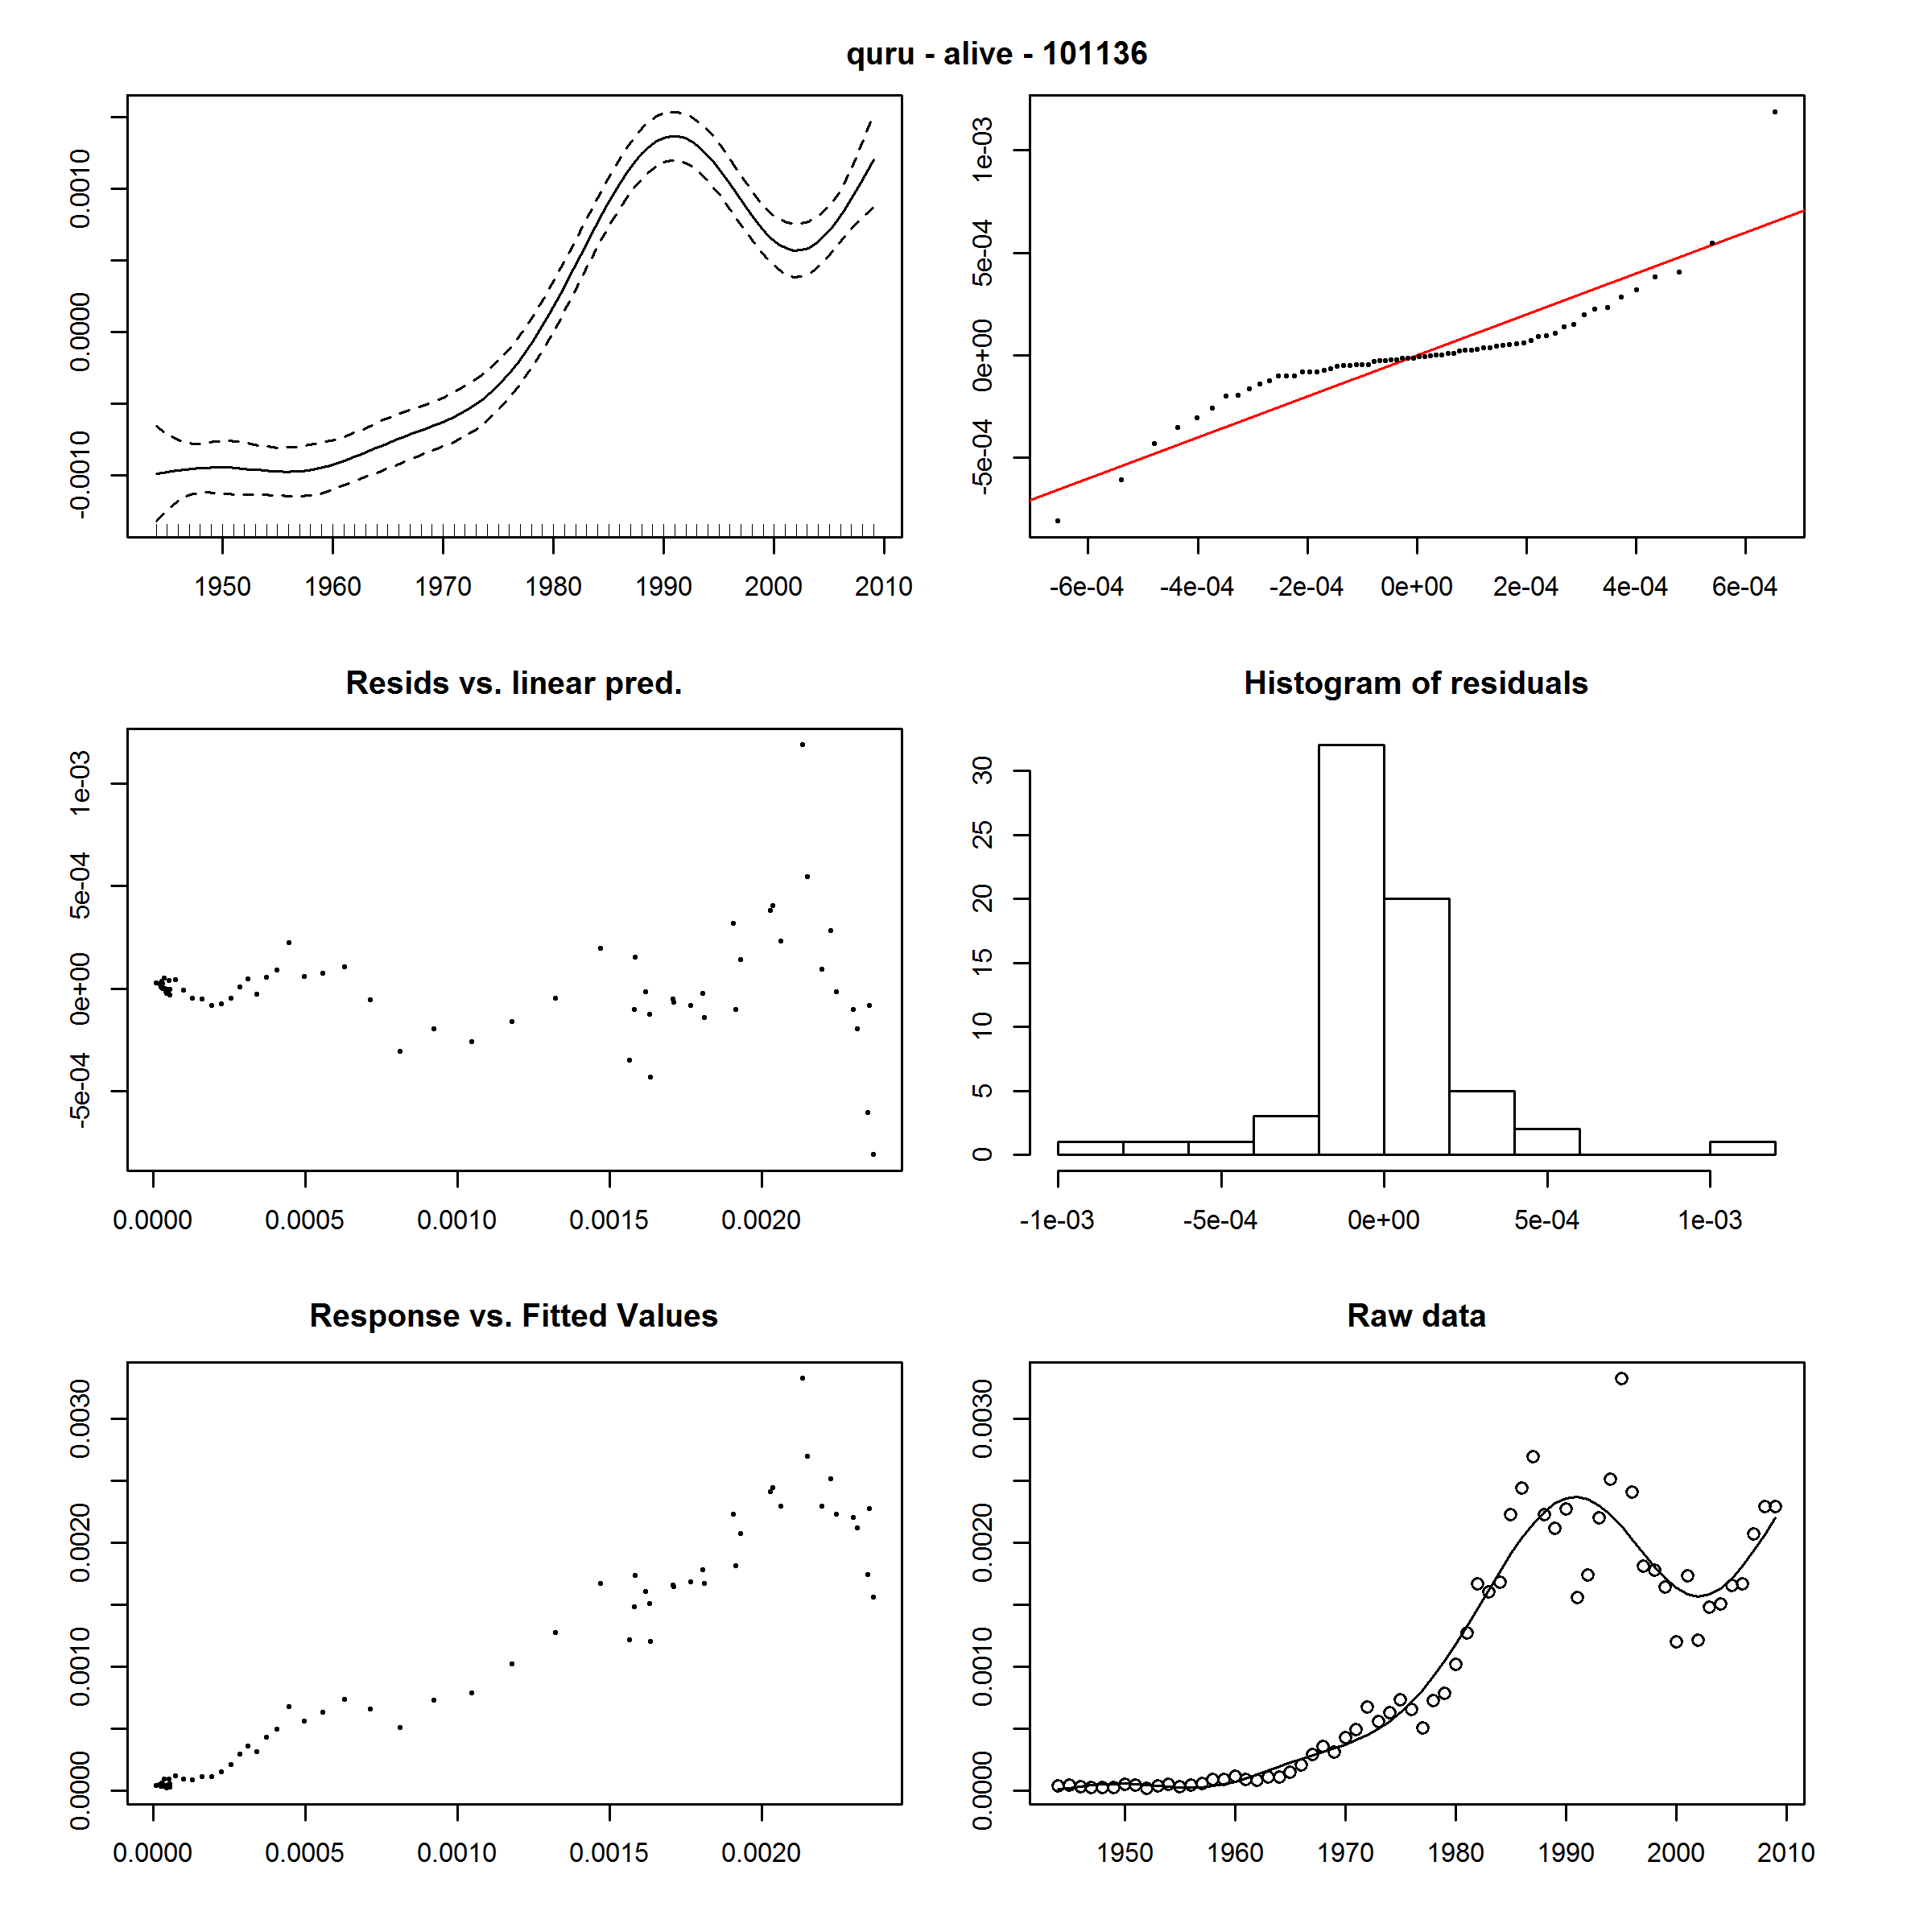 quru - alive - 101136
0.0010
0.0000
-0.0010
1950 1960 1970 1980 1990 2000 2010
1e-03
5e-04
0e+00
-5e-04
-6e-04 -4e-04 -2e-04 0e+00 2e-04 4e-04 6e-04
Resids vs. linear pred.
1e-03
5e-04
0e+00
-5e-04
0.0000 0.0005 0.0010 0.0015 0.0020
Histogram of residuals
30
25
20
15
10
5
0
-1e-03 -5e-04 0e+00 5e-04 1e-03
Response vs. Fitted Values
0.0030
0.0020
0.0010
0.0000
0.0000 0.0005 0.0010 0.0015 0.0020
Raw data
0.0030
0.0020
0.0010
0.0000
1950 1960 1970 1980 1990 2000 2010